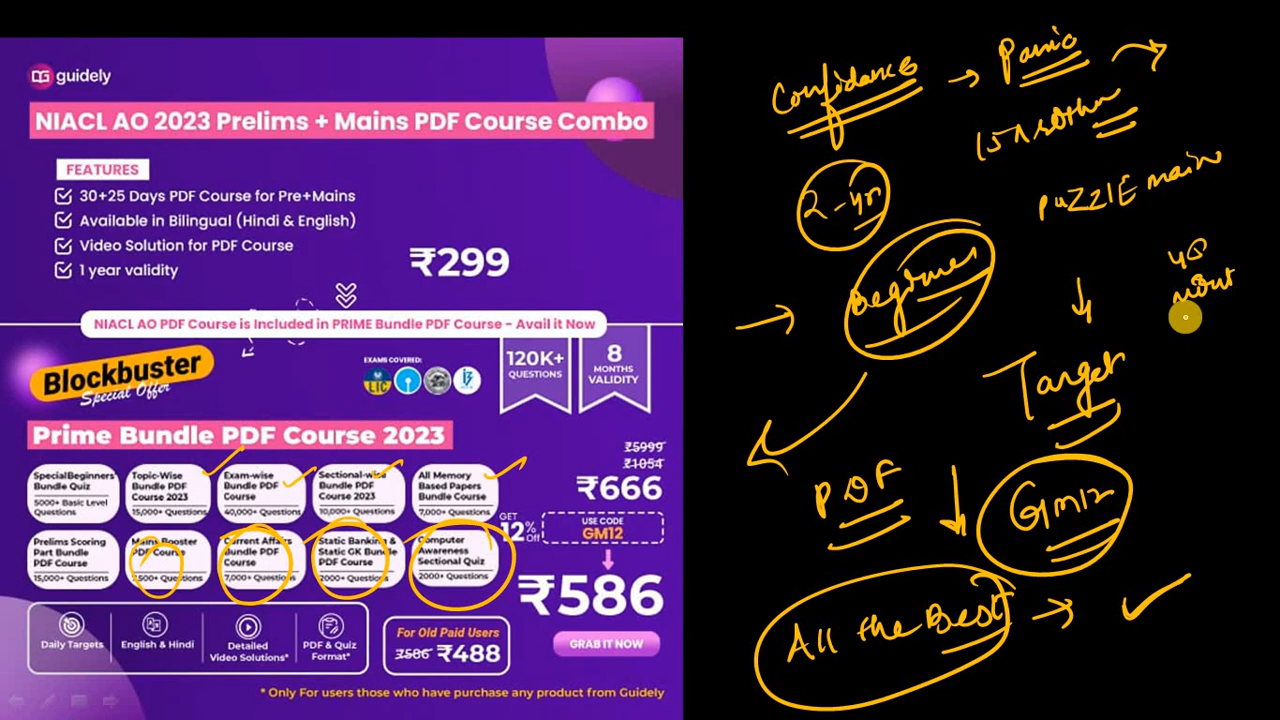 guidely
NIACL AO 2023 Prelims + Mains PDF Course Combo
FEATURES
30+25 Days PDF Course for Pre+Mains
Available in Bilingual (Hindi & English)
Video Solution for PDF Course
1 year validity
₹299
NIACL AO PDF Course is Included in PRIME Bundle PDF Course - Avail it Now
Blockbuster
Special Offer
EXAMS COVERED:
LIC
120K+
QUESTIONS
8
MONTHS
VALIDITY
Prime Bundle PDF Course 2023
SpecialBeginners'
Bundle Quiz
5000+ Basic Level
Questions
Topic-Wise
Bundle PDF
Course 2023
15,000+ Questions
Exam-wise
Bundle PDF
Course
40,000+ Questions
Sectional-wise
Bundle PDF
Course 2023
10,000+ Questions
All Memory
Based Papers
Bundle Course
7,000+ Questions
Prelims Scoring
Part Bundle
PDF Course
15,000+ Questions
Mains Booster
PDF Course
7500+ Questions
Current Affairs
Bundle PDF
Course
7,000+ Questions
Static Banking &
Static GK Bundle
PDF Course
2000+ Questions
Computer
Awareness
Sectional Quiz
2000+ Questions
₹5999
₹1054
₹666
GET
12% Off
USE CODE
GM12
₹586
GRAB IT NOW
Daily Targets
English & Hindi
Detailed
Video Solutions*
PDF & Quiz
Format*
For Old Paid Users
₹586 ₹488
* Only For users those who have purchase any product from Guidely
Confidence → Panic →
2-yr
PUZZLE main
→ Beginner
Target
PDF
GM12
All the Best →